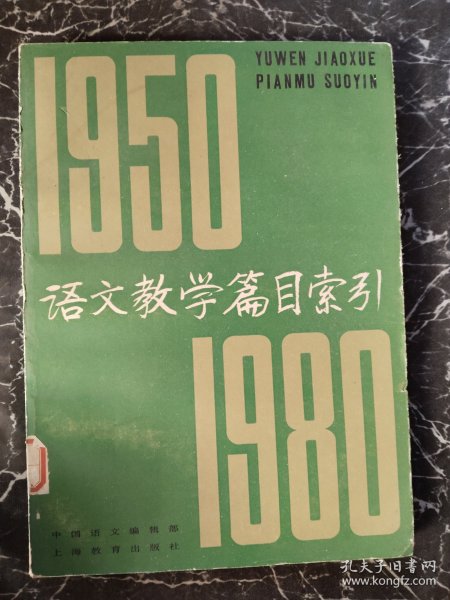 YUWEN JIAOXUE
PIANMU SUOYIN
1950
语文教学篇目索引
1980
中国语文编辑部
上海教育出版社
孔夫子旧书网
www.kongfz.com